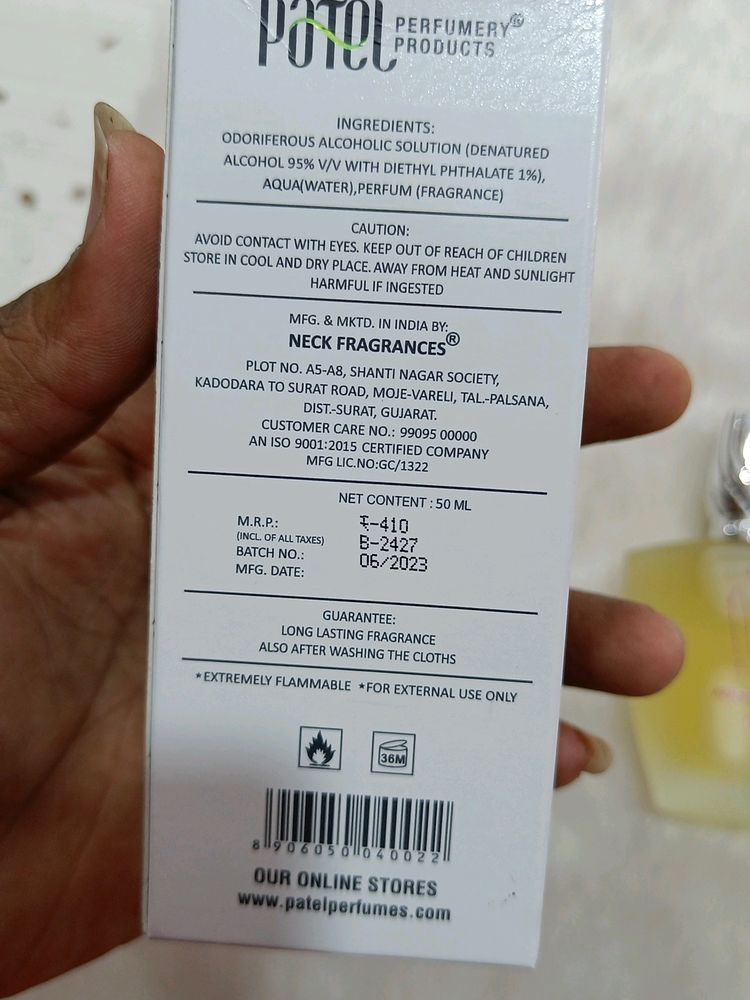 Patel PERFUMERY®
PRODUCTS
INGREDIENTS:
ODORIFEROUS ALCOHOLIC SOLUTION (DENATURED
ALCOHOL 95% V/V WITH DIETHYL PHTHALATE 1%),
AQUA(WATER),PERFUM (FRAGRANCE)
CAUTION:
AVOID CONTACT WITH EYES. KEEP OUT OF REACH OF CHILDREN
STORE IN COOL AND DRY PLACE. AWAY FROM HEAT AND SUNLIGHT
HARMFUL IF INGESTED
MFG. & MKTD. IN INDIA BY:
NECK FRAGRANCES®
PLOT NO. A5-A8, SHANTI NAGAR SOCIETY,
KADODARA TO SURAT ROAD, MOJE-VARELI, TAL.-PALSANA,
DIST.-SURAT, GUJARAT.
CUSTOMER CARE NO.: 99095 00000
AN ISO 9001:2015 CERTIFIED COMPANY
MFG LIC.NO:GC/1322
NET CONTENT : 50 ML
M.R.P.: ₹-410
(INCL. OF ALL TAXES)
BATCH NO.: B-2427
MFG. DATE: 06/2023
GUARANTEE:
LONG LASTING FRAGRANCE
ALSO AFTER WASHING THE CLOTHS
*EXTREMELY FLAMMABLE *FOR EXTERNAL USE ONLY
36M
8 906050 040022
OUR ONLINE STORES
www.patelperfumes.com